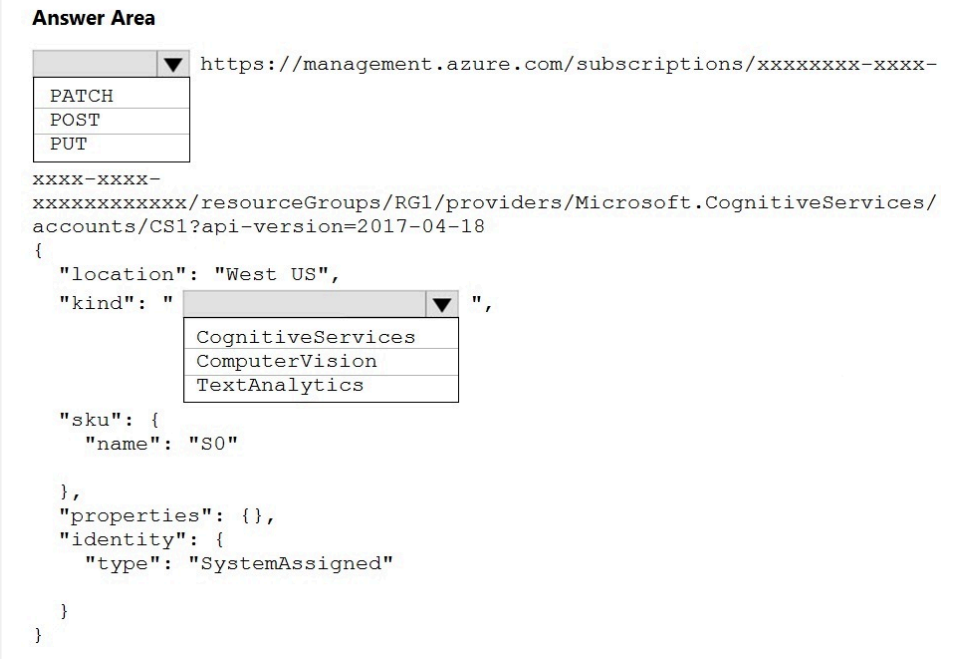 Answer Area
https://management.azure.com/subscriptions/xxxxxxxx-xxxx-
PATCH
POST
PUT
xxxx-xxxx-
xxxxxxxxxxxx/resourceGroups/RG1/providers/Microsoft.CognitiveServices/
accounts/CS1?api-version=2017-04-18
{
"location": "West US",
"kind": " ",
CognitiveServices
ComputerVision
TextAnalytics
"sku": {
"name": "S0"
},
"properties": {},
"identity": {
"type": "SystemAssigned"
}
}